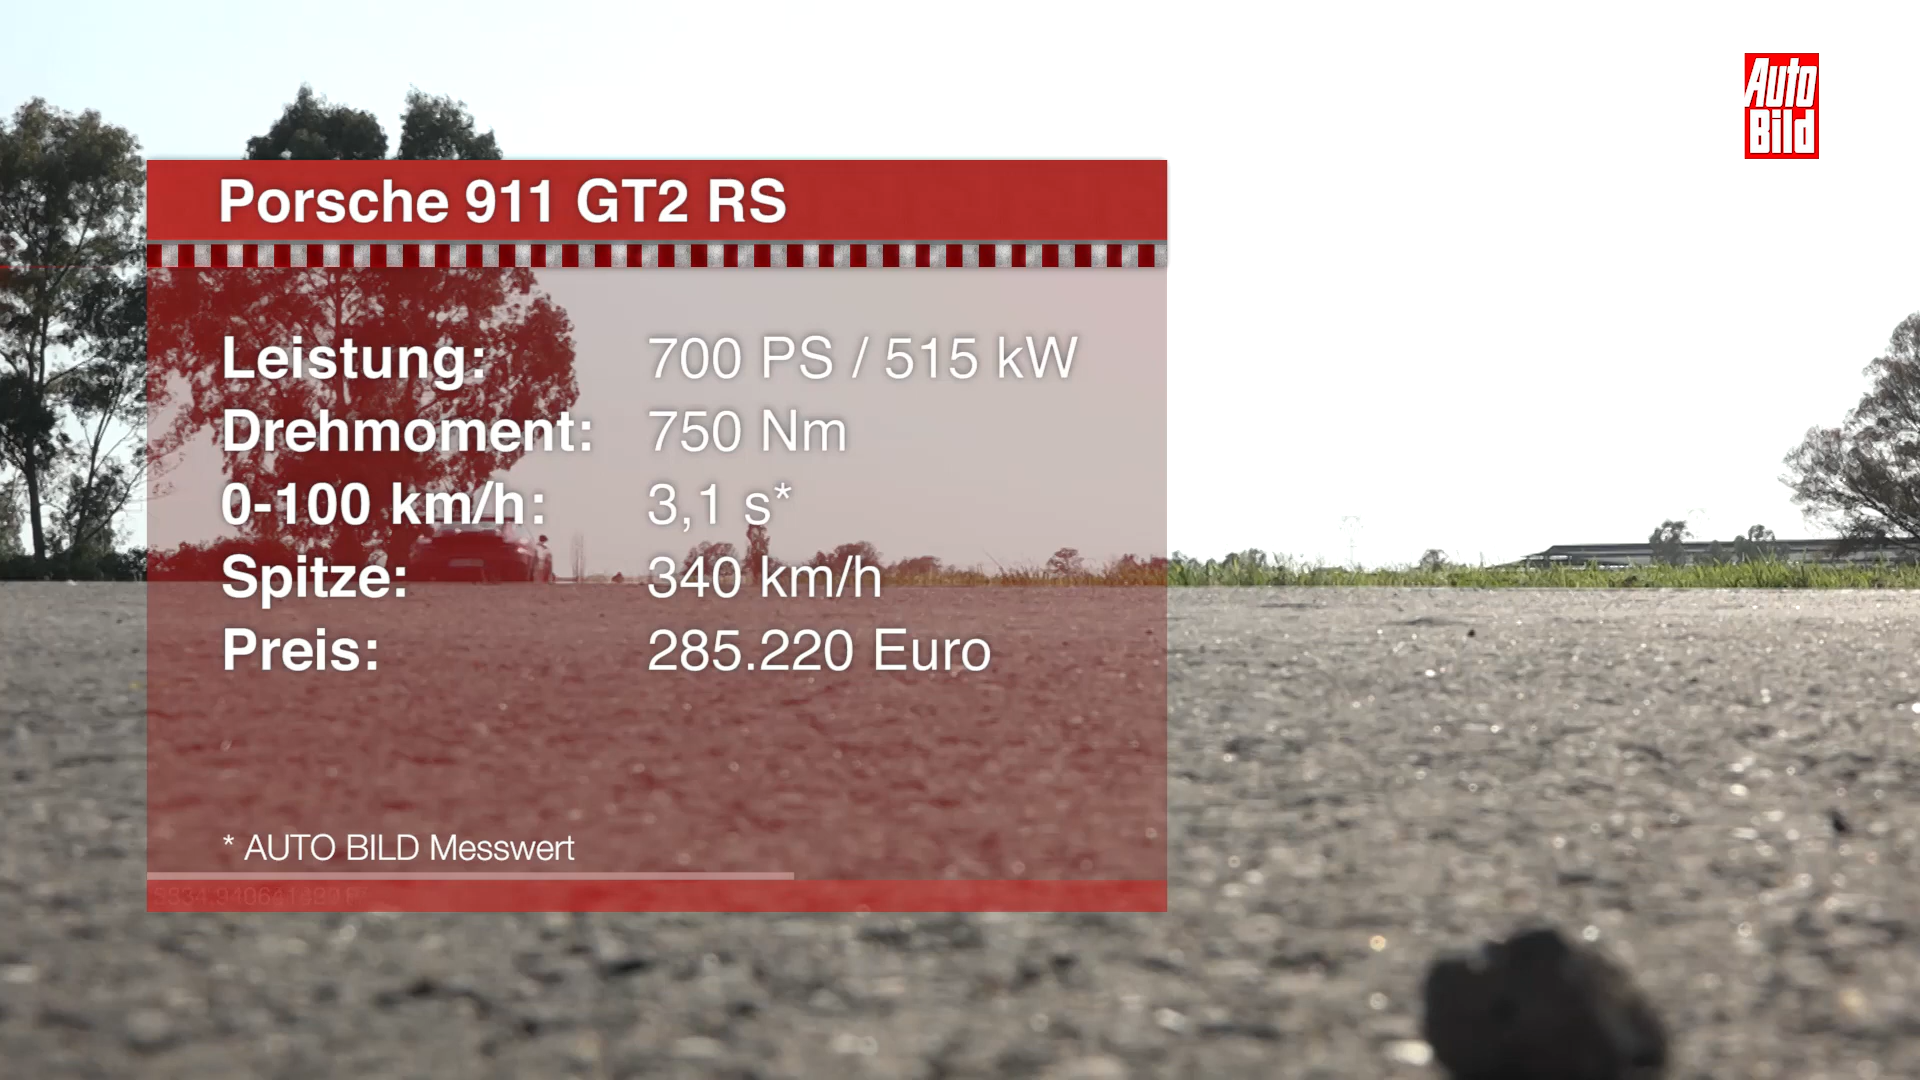 Auto
Bild
Porsche 911 GT2 RS
Leistung: 700 PS / 515 kW
Drehmoment: 750 Nm
0-100 km/h: 3,1 s*
Spitze: 340 km/h
Preis: 285.220 Euro
* AUTO BILD Messwert